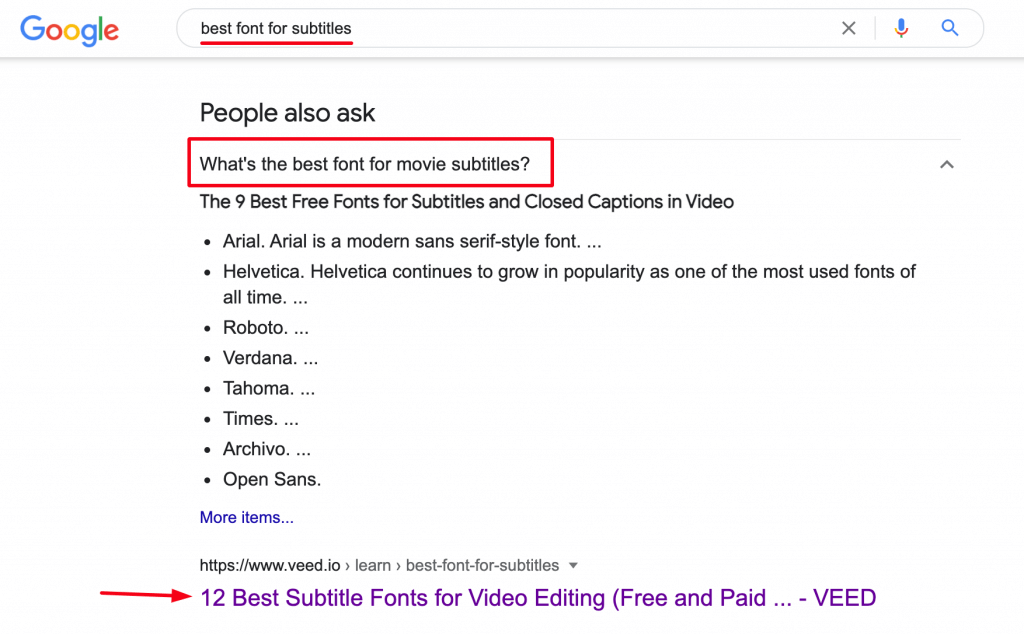 Google
best font for subtitles
People also ask
What's the best font for movie subtitles?
The 9 Best Free Fonts for Subtitles and Closed Captions in Video
• Arial. Arial is a modern sans serif-style font. ...
• Helvetica. Helvetica continues to grow in popularity as one of the most used fonts of
all time. ...
• Roboto. ...
• Verdana. ...
• Tahoma. ...
• Times. ...
• Archivo. ...
• Open Sans.
More items...
https://www.veed.io › learn › best-font-for-subtitles
12 Best Subtitle Fonts for Video Editing (Free and Paid ... - VEED